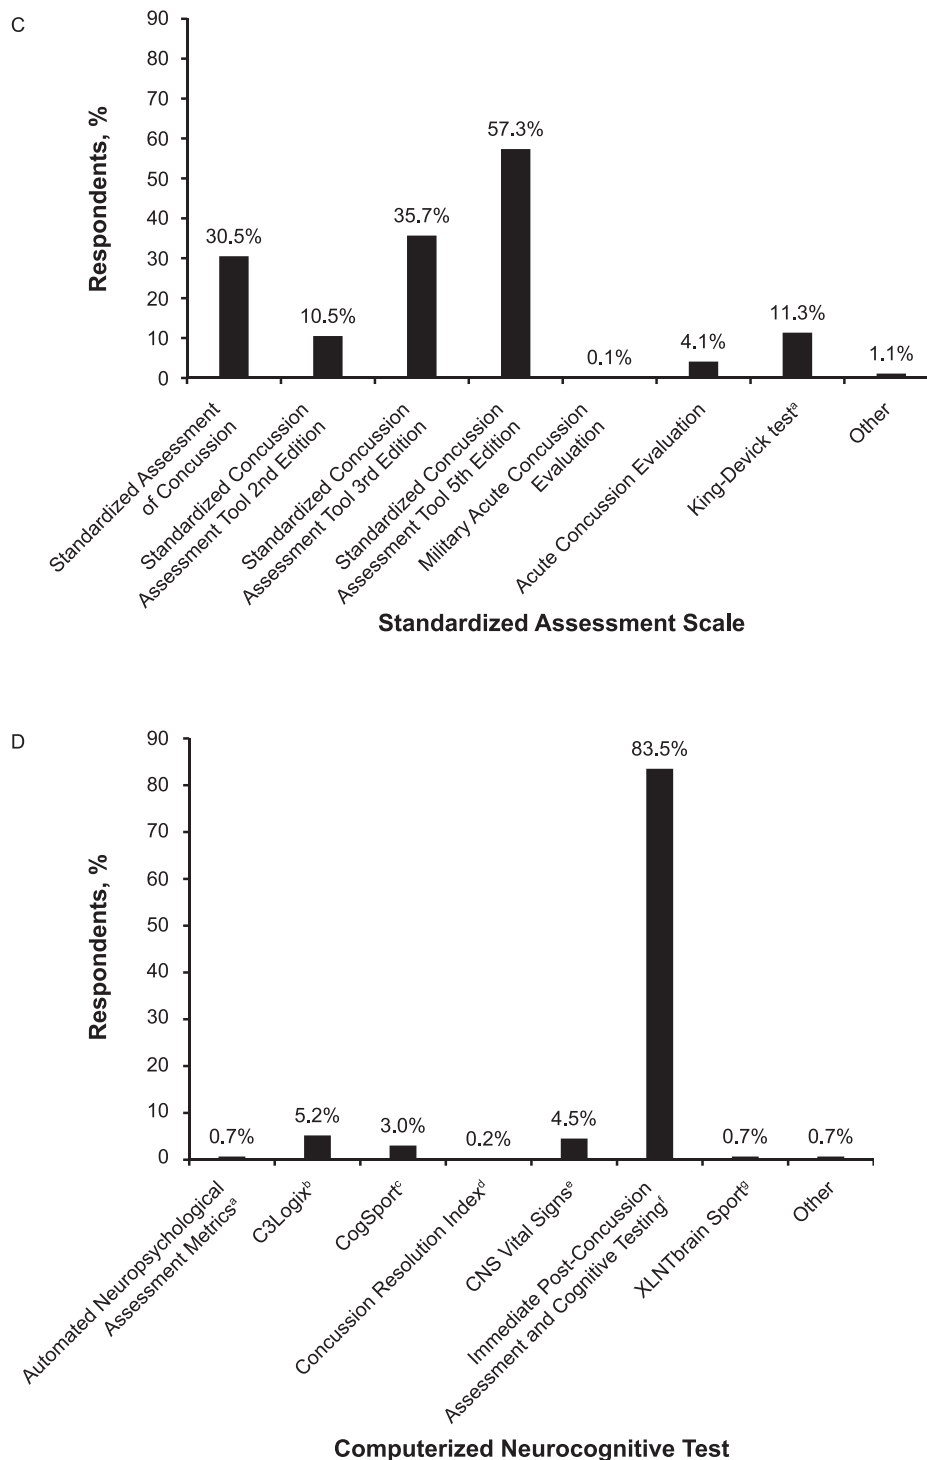 C
90
80
70
60
50
40
30
20
10
0
Respondents, %
30.5%
10.5%
35.7%
57.3%
0.1%
4.1%
11.3%
1.1%
Standardized Assessment
of Concussion
Standardized Concussion
Assessment Tool 2nd Edition
Standardized Concussion
Assessment Tool 3rd Edition
Standardized Concussion
Assessment Tool 5th Edition
Military Acute Concussion
Evaluation
Acute Concussion Evaluation
King-Devick testᵃ
Other
Standardized Assessment Scale
D
90
80
70
60
50
40
30
20
10
0
Respondents, %
0.7%
5.2%
3.0%
0.2%
4.5%
83.5%
0.7%
0.7%
Automated Neuropsychological
Assessment Metricsᵃ
C3Logixᵇ
CogSportᶜ
Concussion Resolution Indexᵈ
CNS Vital Signsᵉ
Immediate Post-Concussion
Assessment and Cognitive Testingᶠ
XLNTbrain Sportᵍ
Other
Computerized Neurocognitive Test